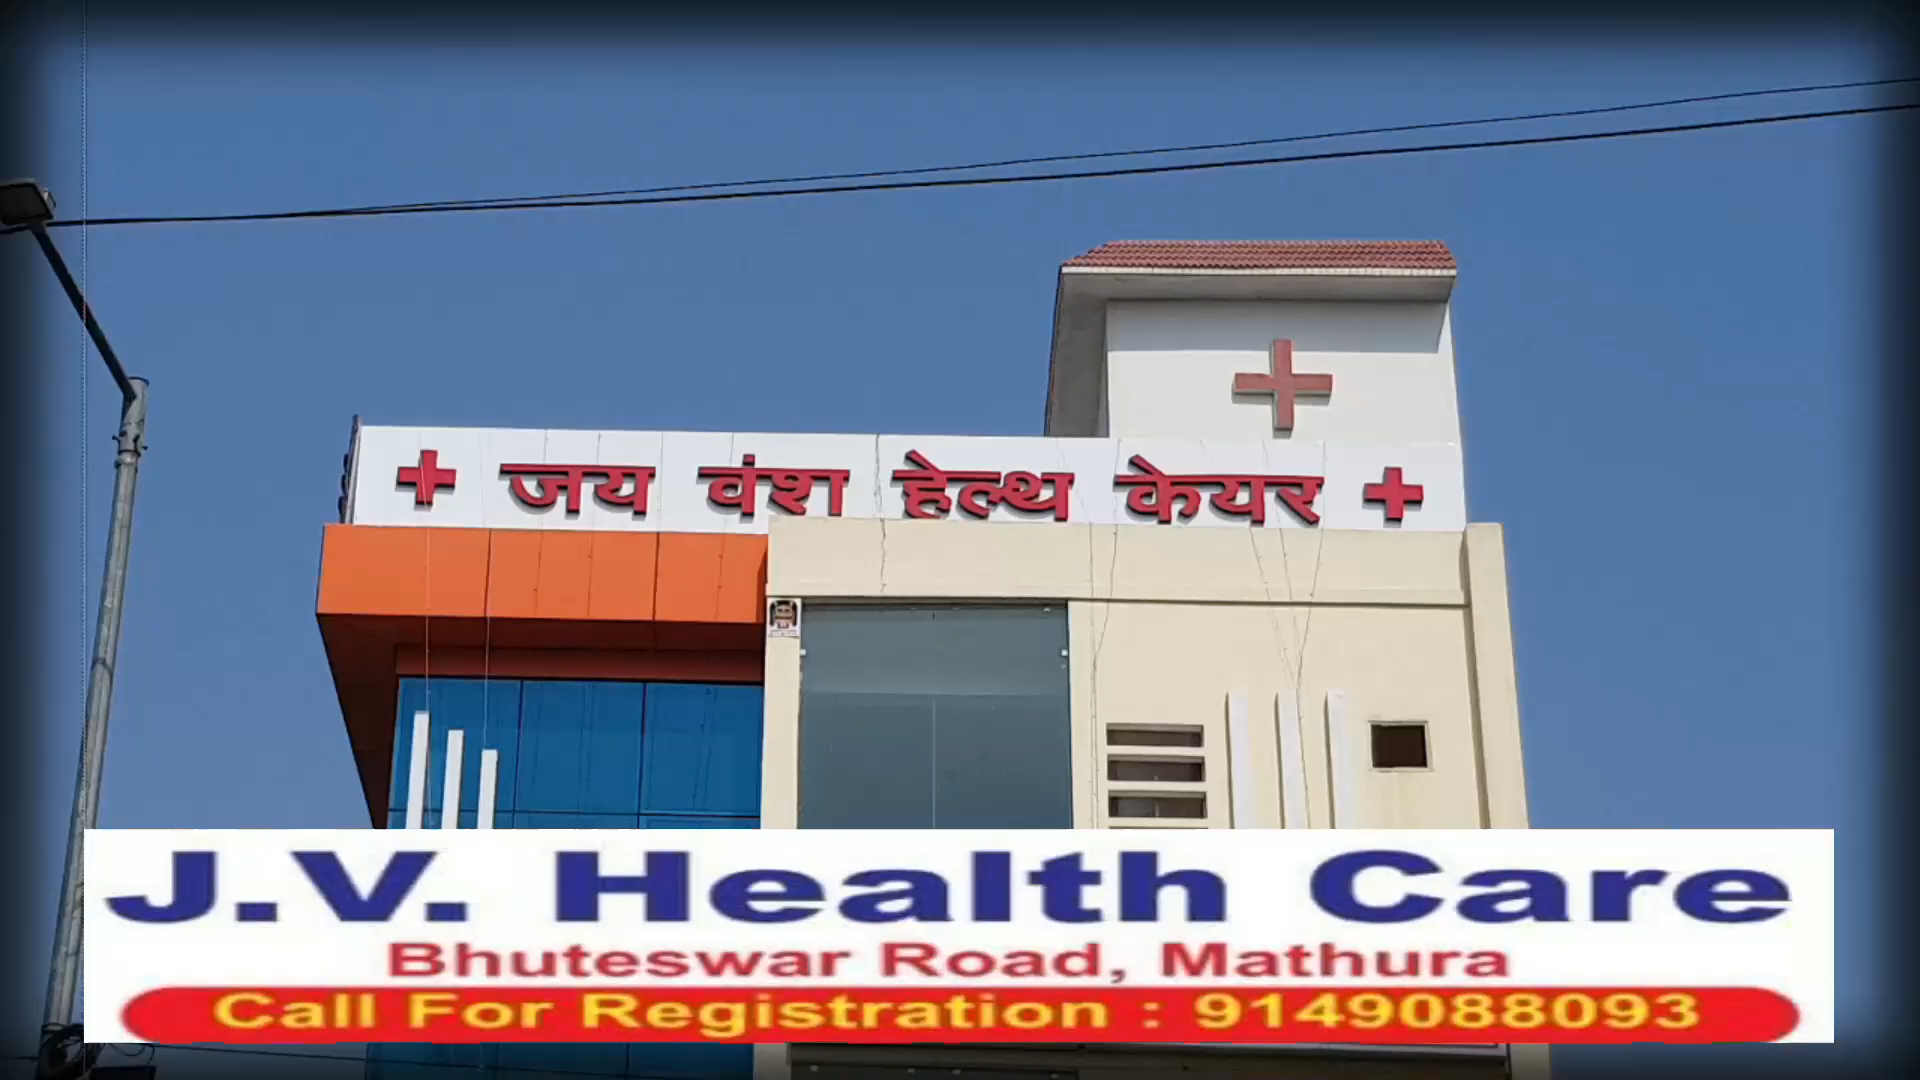 जय वंश हेल्थ केयर
J.V. Health Care
Bhuteswar Road, Mathura
Call For Registration : 9149088093